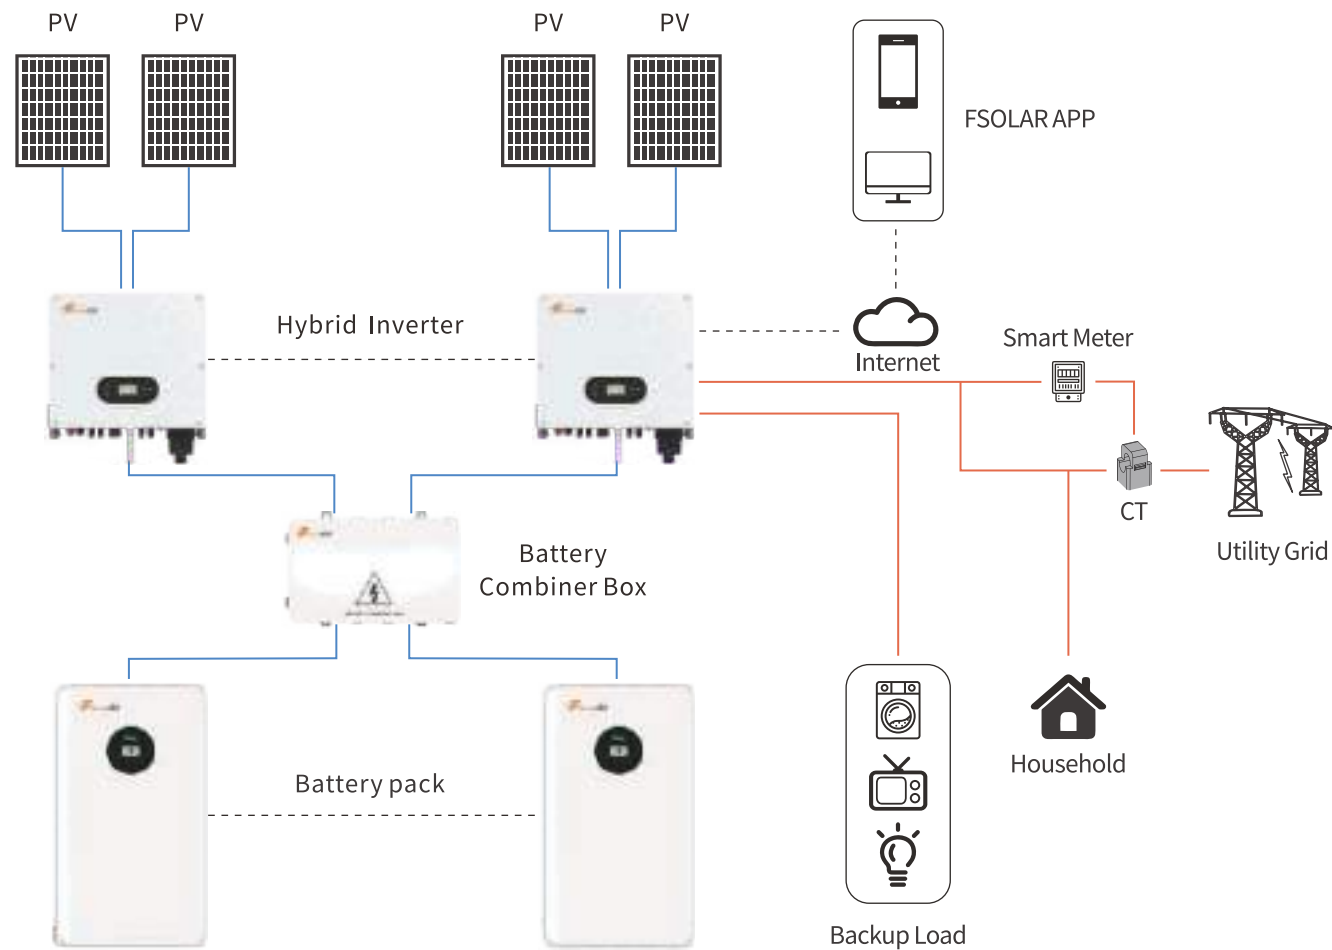 PV
PV
PV
PV
FSOLAR APP
Hybrid Inverter
Internet
Smart Meter
CT
Utility Grid
Battery
Combiner Box
Battery pack
Household
Backup Load